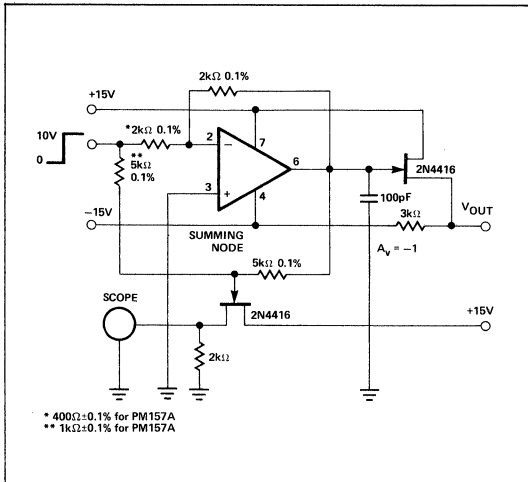 2kΩ 0.1%
+15V
*2kΩ 0.1%
10V
0
**
5kΩ
0.1%
2
−
7
6
3
+
4
2N4416
100pF
VOUT
3kΩ
−15V
SUMMING
NODE
AV = −1
5kΩ 0.1%
SCOPE
2N4416
+15V
2kΩ
* 400Ω±0.1% for PM157A
** 1kΩ±0.1% for PM157A